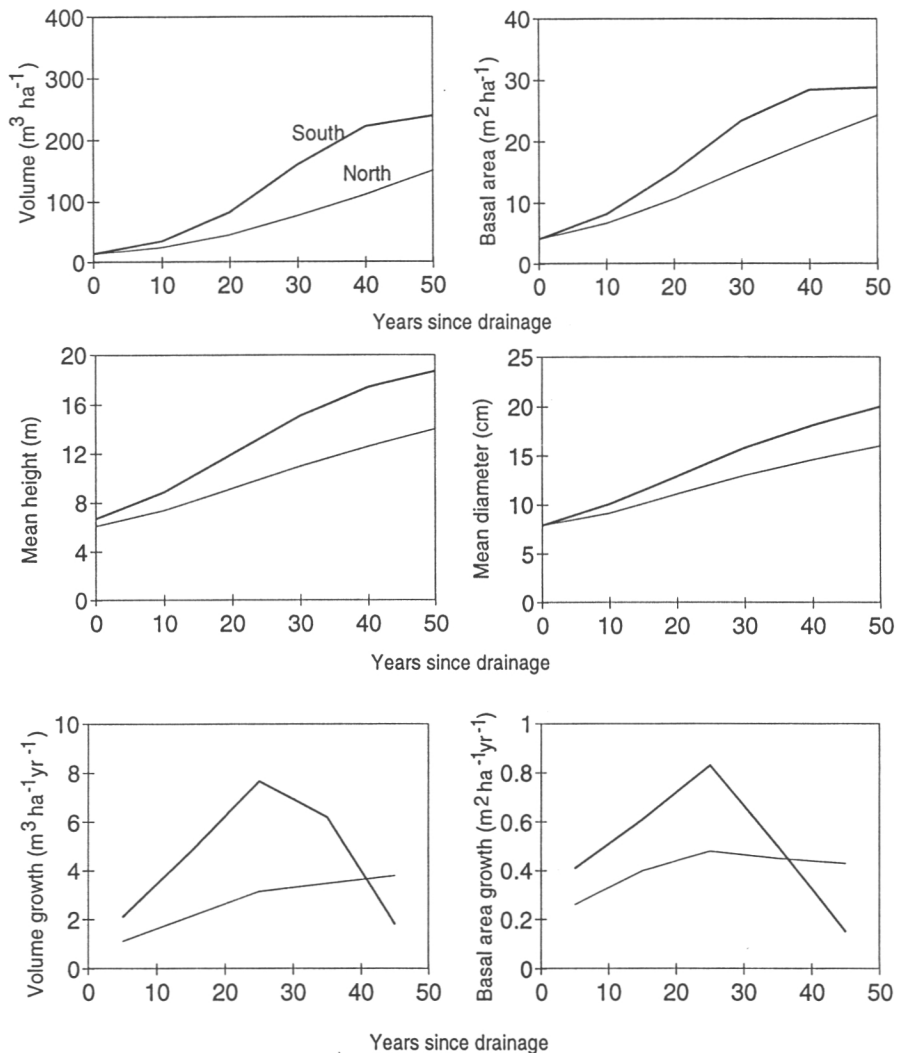 Volume (m³ ha⁻¹)
400
300
200
100
0
South
North
0 10 20 30 40 50
Basal area (m² ha⁻¹)
40
30
20
10
0
0 10 20 30 40 50
Years since drainage
Mean height (m)
20
16
12
8
4
0
0 10 20 30 40 50
Mean diameter (cm)
25
20
15
10
5
0
0 10 20 30 40 50
Years since drainage
Volume growth (m³ ha⁻¹yr⁻¹)
10
8
6
4
2
0
0 10 20 30 40 50
Basal area growth (m² ha⁻¹yr⁻¹)
1
0.8
0.6
0.4
0.2
0
0 10 20 30 40 50
Years since drainage